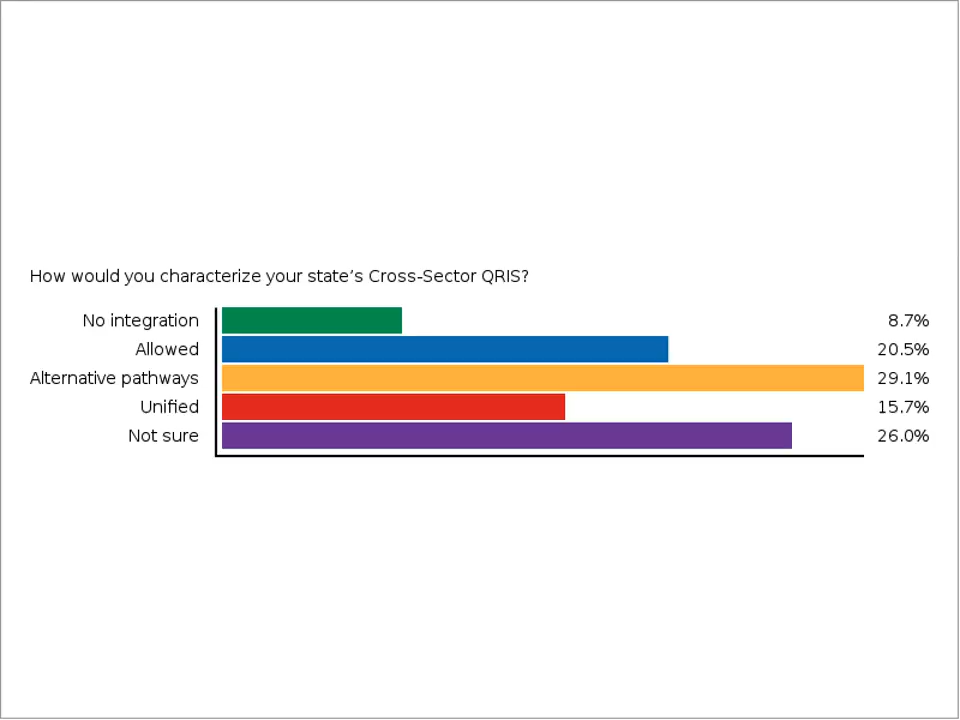 How would you characterize your state’s Cross-Sector QRIS?
No integration 8.7%
Allowed 20.5%
Alternative pathways 29.1%
Unified 15.7%
Not sure 26.0%